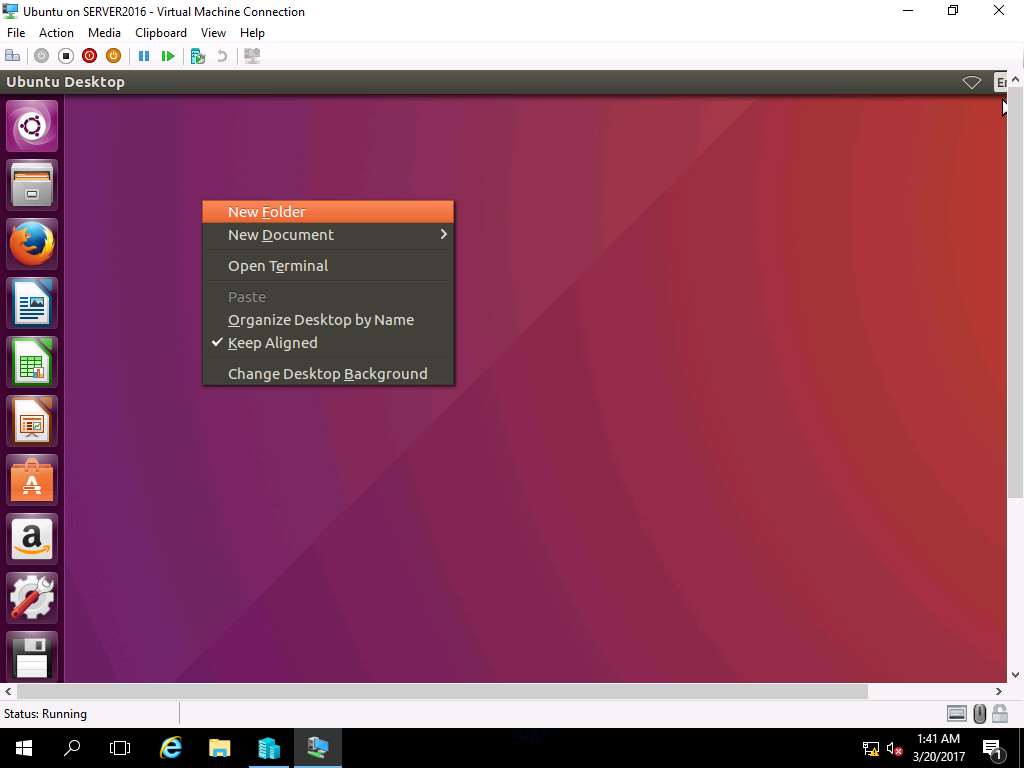 Ubuntu on SERVER2016 - Virtual Machine Connection
File Action Media Clipboard View Help
Ubuntu Desktop
New Folder
New Document
Open Terminal
Paste
Organize Desktop by Name
Keep Aligned
Change Desktop Background
a
Status: Running
1:41 AM
3/20/2017
1